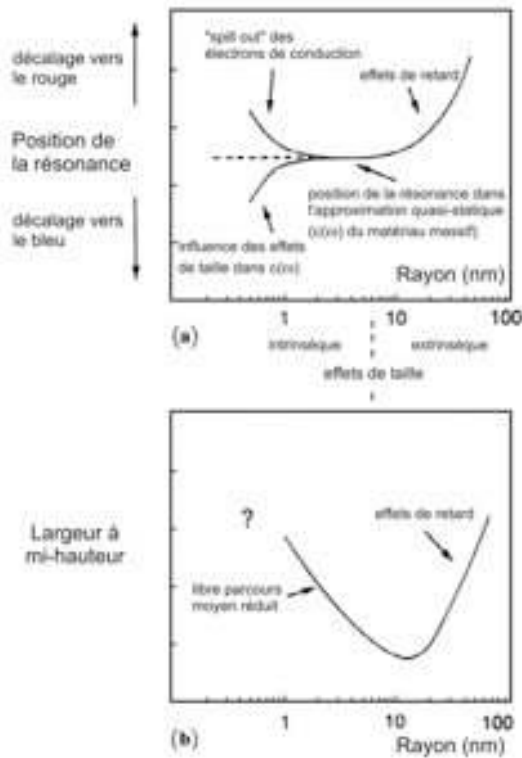 décalage vers
le rouge
Position de
la résonance
décalage vers
le bleu
"spill out" des
électrons de conduction
effets de retard
position de la résonance dans
l'approximation quasi-statique
(ε(ω) du matériau massif)
influence des effets
de taille dans ε(ω)
Rayon (nm)
1 10 100
(a)
intrinsèque extrinsèque
effets de taille
Largeur à
mi-hauteur
?
effets de retard
libre parcours
moyen réduit
1 10 100
(b) Rayon (nm)